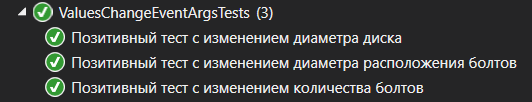 ValuesChangeEventArgsTests (3)
Позитивный тест с изменением диаметра диска
Позитивный тест с изменением диаметра расположения болтов
Позитивный тест с изменением количества болтов